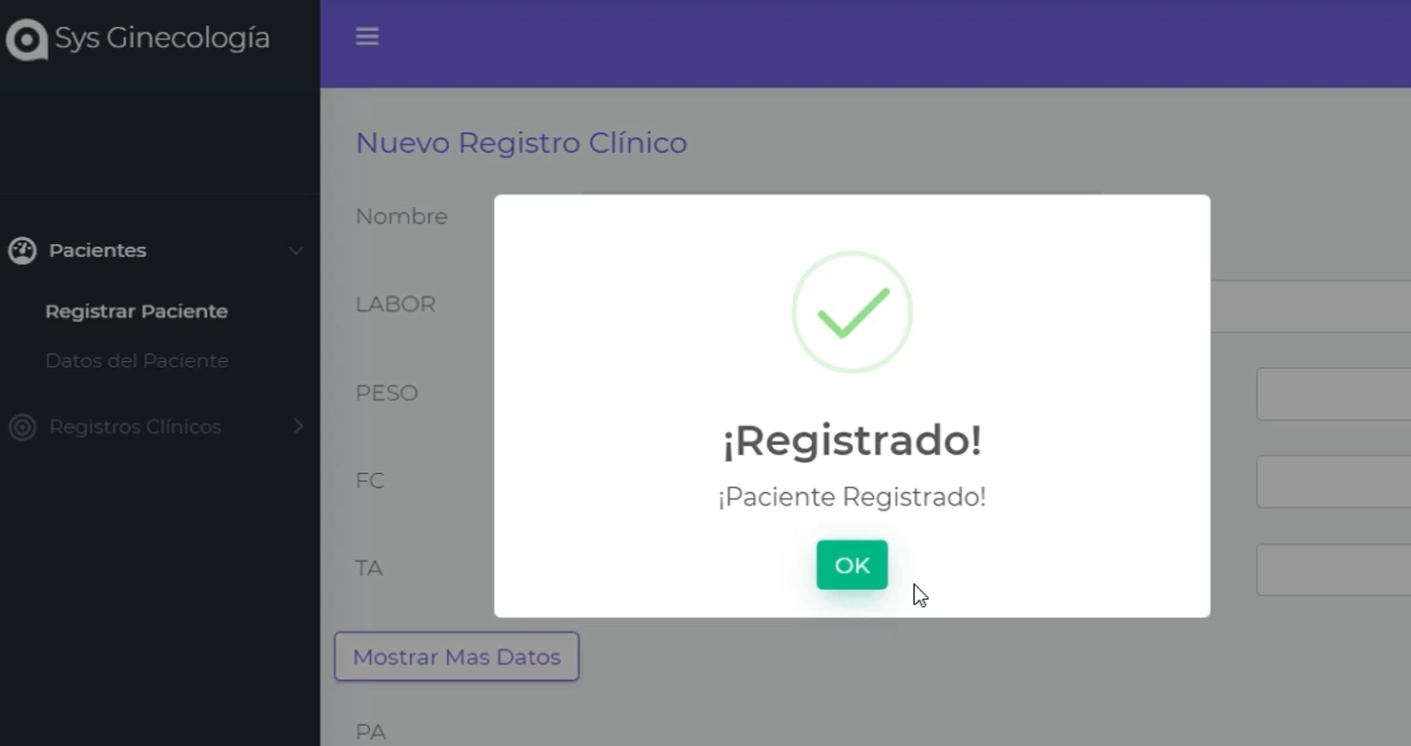 Sys Ginecología
Nuevo Registro Clínico
Nombre
Pacientes
LABOR
Registrar Paciente
Datos del Paciente
PESO
Registros Clínicos
¡Registrado!
FC
¡Paciente Registrado!
OK
TA
Mostrar Mas Datos
PA